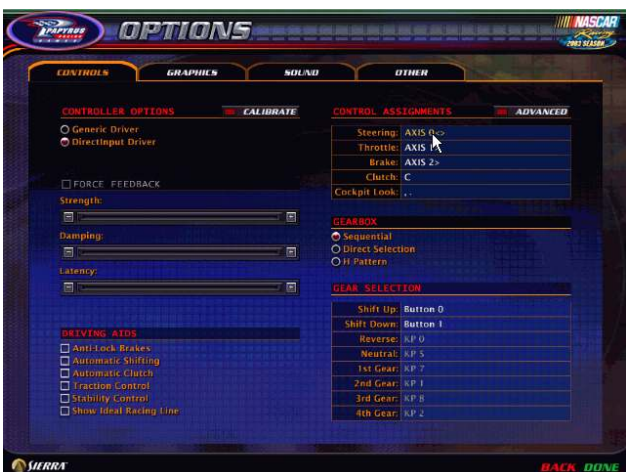 PAPYRUS
RACING
GAMES
OPTIONS
NASCAR
Racing
2003 SEASON
CONTROLS
GRAPHICS
SOUND
OTHER
CONTROLLER OPTIONS
CALIBRATE
Generic Driver
DirectInput Driver
FORCE FEEDBACK
Strength:
Damping:
Latency:
DRIVING AIDS
Anti-Lock Brakes
Automatic Shifting
Automatic Clutch
Traction Control
Stability Control
Show Ideal Racing Line
CONTROL ASSIGNMENTS
ADVANCED
Steering: AXIS 0<>
Throttle: AXIS 1
Brake: AXIS 2>
Clutch: C
Cockpit Look: , .
GEARBOX
Sequential
Direct Selection
H Pattern
GEAR SELECTION
Shift Up: Button 0
Shift Down: Button 1
Reverse: KP 0
Neutral: KP 5
1st Gear: KP 7
2nd Gear: KP 1
3rd Gear: KP 8
4th Gear: KP 2
SIERRA
BACK DONE